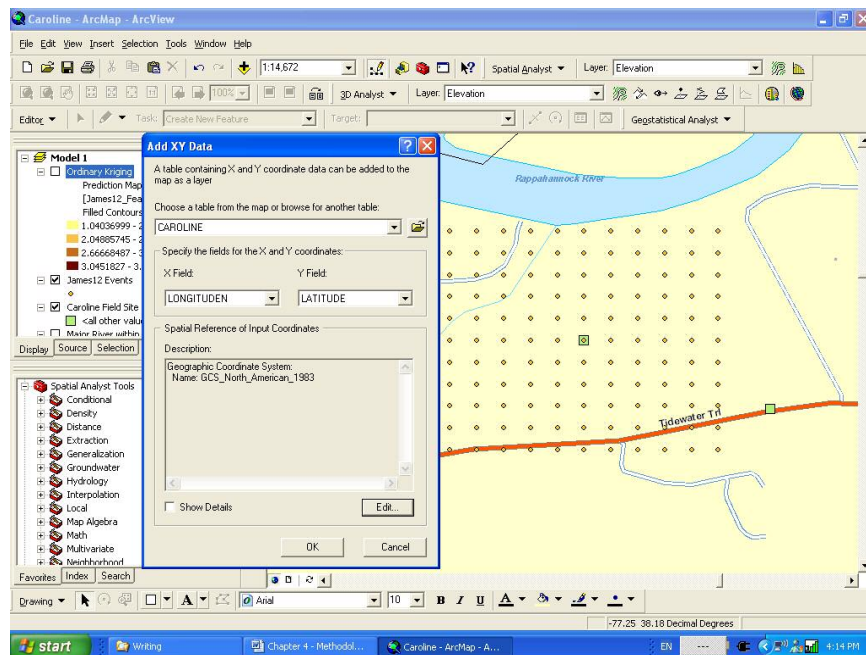 Caroline - ArcMap - ArcView
File Edit View Insert Selection Tools Window Help
1:14,672
Spatial Analyst
Layer: Elevation
100%
3D Analyst
Layer: Elevation
Editor
Task: Create New Feature
Target:
Geostatistical Analyst
Model 1
Ordinary Kriging
Prediction Map
[James12_Fea
Filled Contours
1.04036999 - 2
2.04885745 - 2
2.66668487 - 3
3.0451827 - 3.
James12 Events
Caroline Field Site
<all other value
Major River within
Display Source Selection
Spatial Analyst Tools
Conditional
Density
Distance
Extraction
Generalization
Groundwater
Hydrology
Interpolation
Local
Map Algebra
Math
Multivariate
Neighborhood
Favorites Index Search
Add XY Data
A table containing X and Y coordinate data can be added to the
map as a layer
Choose a table from the map or browse for another table:
CAROLINE
Specify the fields for the X and Y coordinates:
X Field:
Y Field:
LONGITUDEN
LATITUDE
Spatial Reference of Input Coordinates
Description:
Geographic Coordinate System:
Name: GCS_North_American_1983
Show Details
Edit...
OK
Cancel
Rappahannock River
Tidewater Trl
Drawing
A
Arial
10
B I U A
-77.25 38.18 Decimal Degrees
start
Writing
Chapter 4 - Methodol...
Caroline - ArcMap - A...
EN
4:14 PM